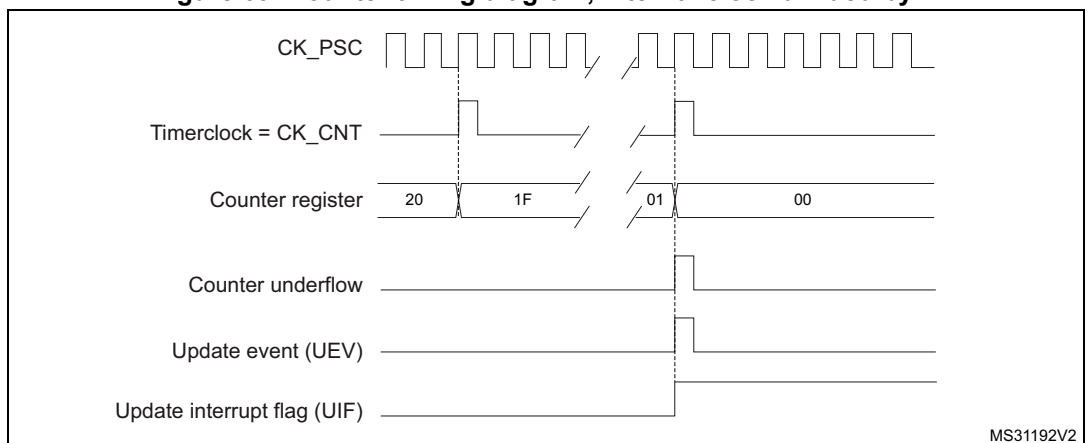 CK_PSC
Timerclock = CK_CNT
Counter register
20
1F
01
00
Counter underflow
Update event (UEV)
Update interrupt flag (UIF)
MS31192V2